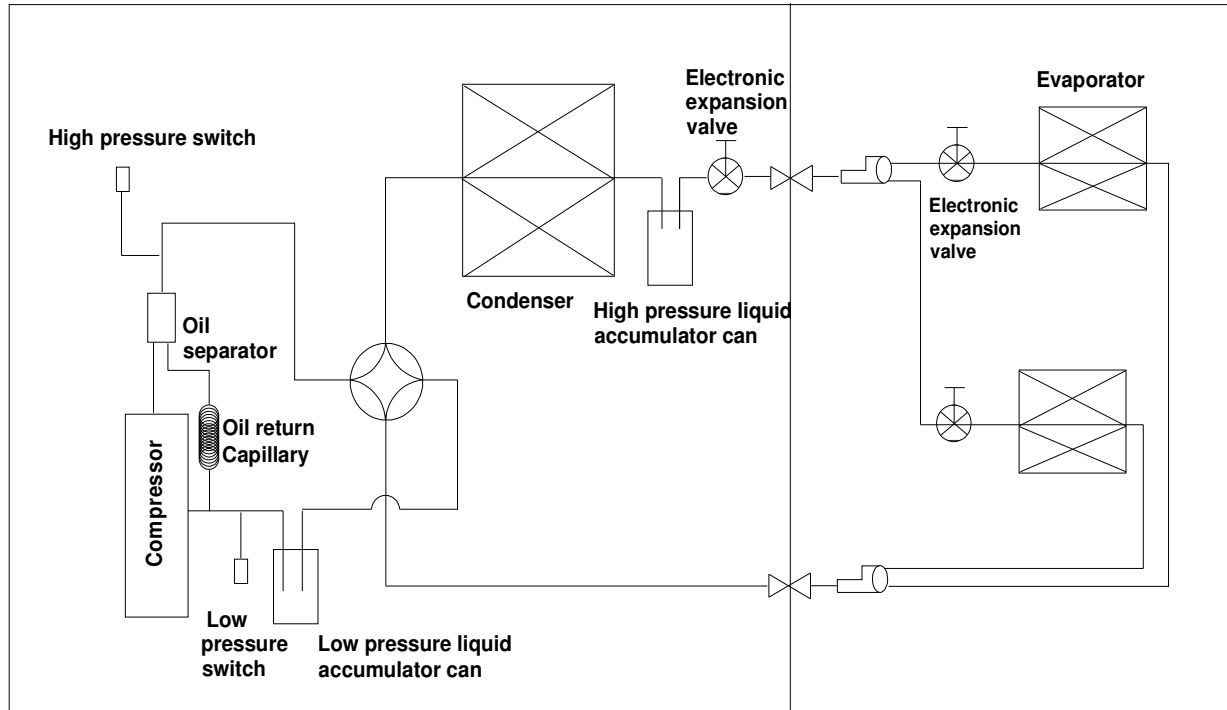 High pressure switch
Oil
separator
Oil return
Capillary
Compressor
Low
pressure
switch
Low pressure liquid
accumulator can
Condenser
High pressure liquid
accumulator can
Electronic
expansion
valve
Evaporator
Electronic
expansion
valve